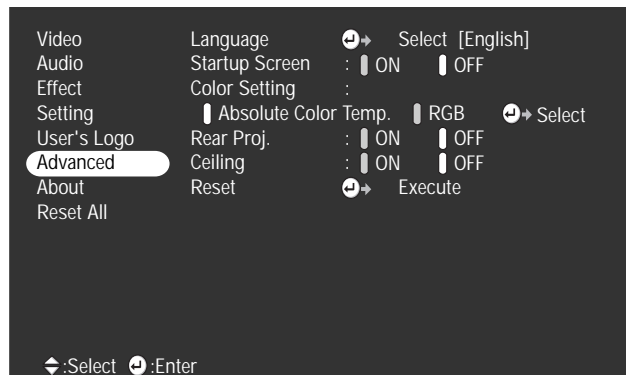 Video
Audio
Effect
Setting
User's Logo
Advanced
About
Reset All
Language Select [English]
Startup Screen : ON OFF
Color Setting :
Absolute Color Temp. RGB Select
Rear Proj. : ON OFF
Ceiling : ON OFF
Reset Execute
:Select :Enter